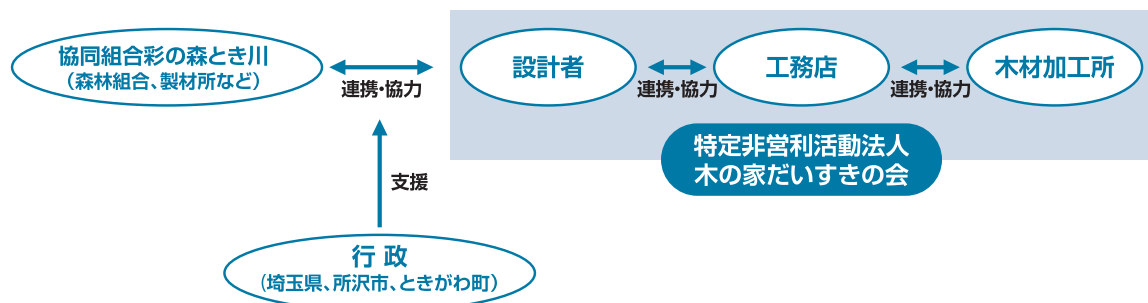 協同組合彩の森とき川
（森林組合、製材所など）
連携・協力
設計者
連携・協力
工務店
連携・協力
木材加工所
特定非営利活動法人
木の家だいすきの会
支援
行 政
（埼玉県、所沢市、ときがわ町）